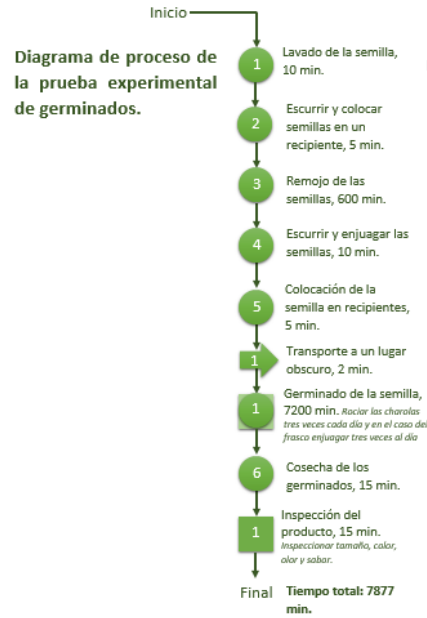 Inicio
Diagrama de proceso de
la prueba experimental
de germinados.
1
Lavado de la semilla,
10 min.
2
Escurrir y colocar
semillas en un
recipiente, 5 min.
3
Remojo de las
semillas, 600 min.
4
Escurrir y enjuagar las
semillas, 10 min.
5
Colocación de la
semilla en recipientes,
5 min.
1
Transporte a un lugar
obscuro, 2 min.
1
Germinado de la semilla,
7200 min. Rociar las charolas
tres veces cada día y en el caso del
frasco enjuagar tres veces al día
6
Cosecha de los
germinados, 15 min.
1
Inspección del
producto, 15 min.
Inspeccionar tamaño, color,
olor y sabor.
Final
Tiempo total: 7877
min.